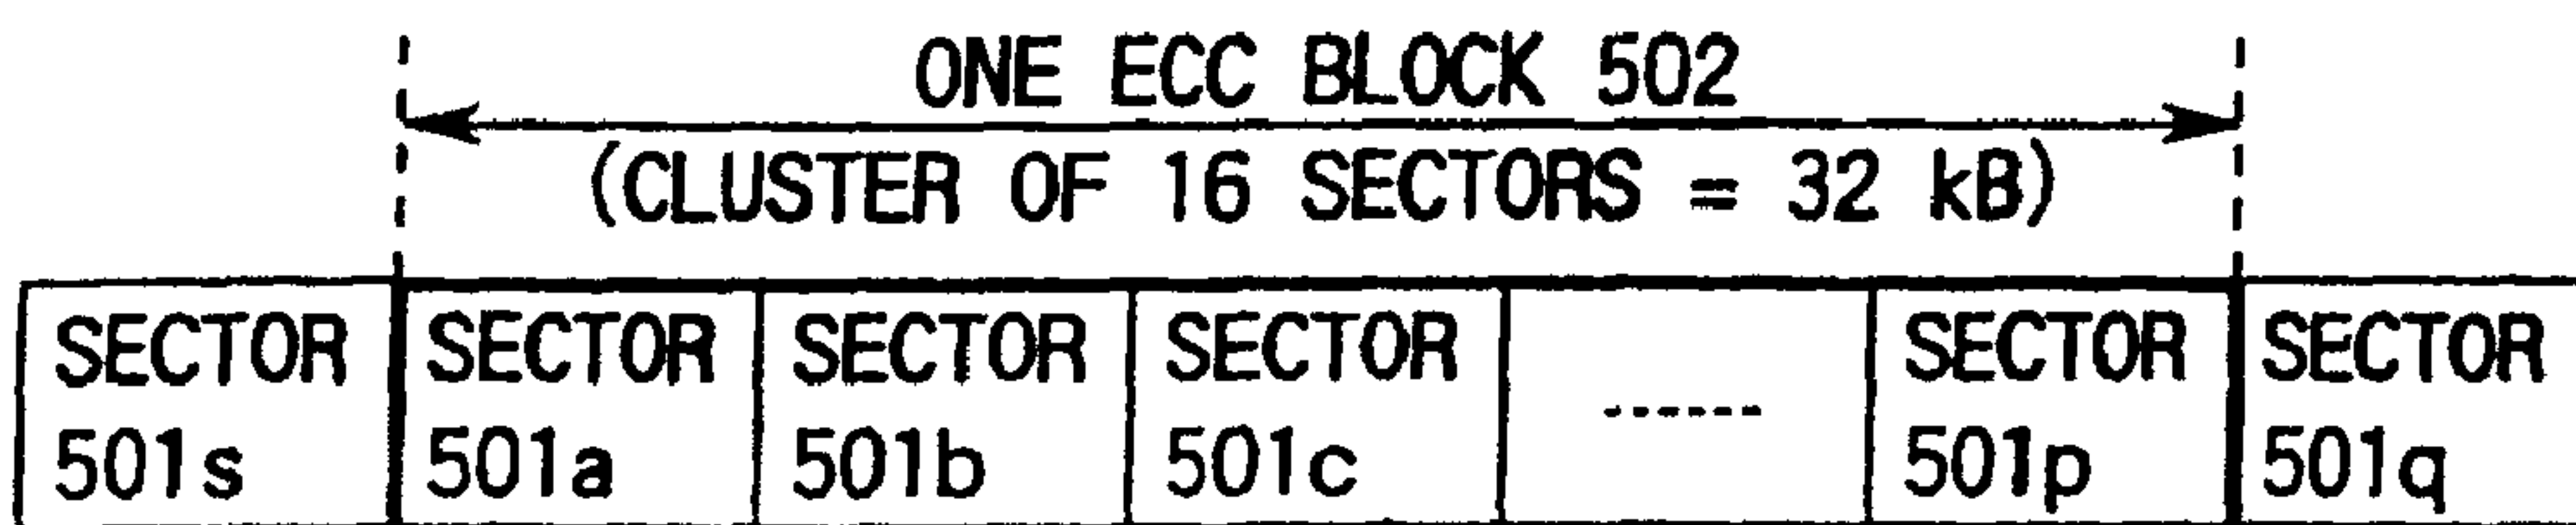 ONE ECC BLOCK 502
(CLUSTER OF 16 SECTORS = 32 kB)
SECTOR SECTOR SECTOR SECTOR ------ SECTOR SECTOR
501s 501a 501b 501c 501p 501q